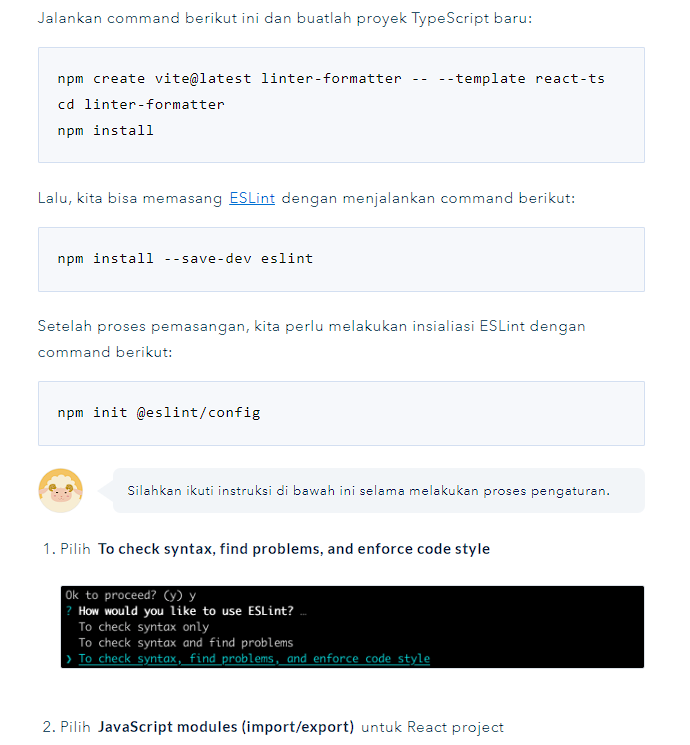 Jalankan command berikut ini dan buatlah proyek TypeScript baru:
npm create vite@latest linter-formatter -- --template react-ts
cd linter-formatter
npm install
Lalu, kita bisa memasang ESLint dengan menjalankan command berikut:
npm install --save-dev eslint
Setelah proses pemasangan, kita perlu melakukan insialiasi ESLint dengan
command berikut:
npm init @eslint/config
Silahkan ikuti instruksi di bawah ini selama melakukan proses pengaturan.
1. Pilih To check syntax, find problems, and enforce code style
Ok to proceed? (y) y
? How would you like to use ESLint? …
To check syntax only
To check syntax and find problems
❯ To check syntax, find problems, and enforce code style
2. Pilih JavaScript modules (import/export) untuk React project